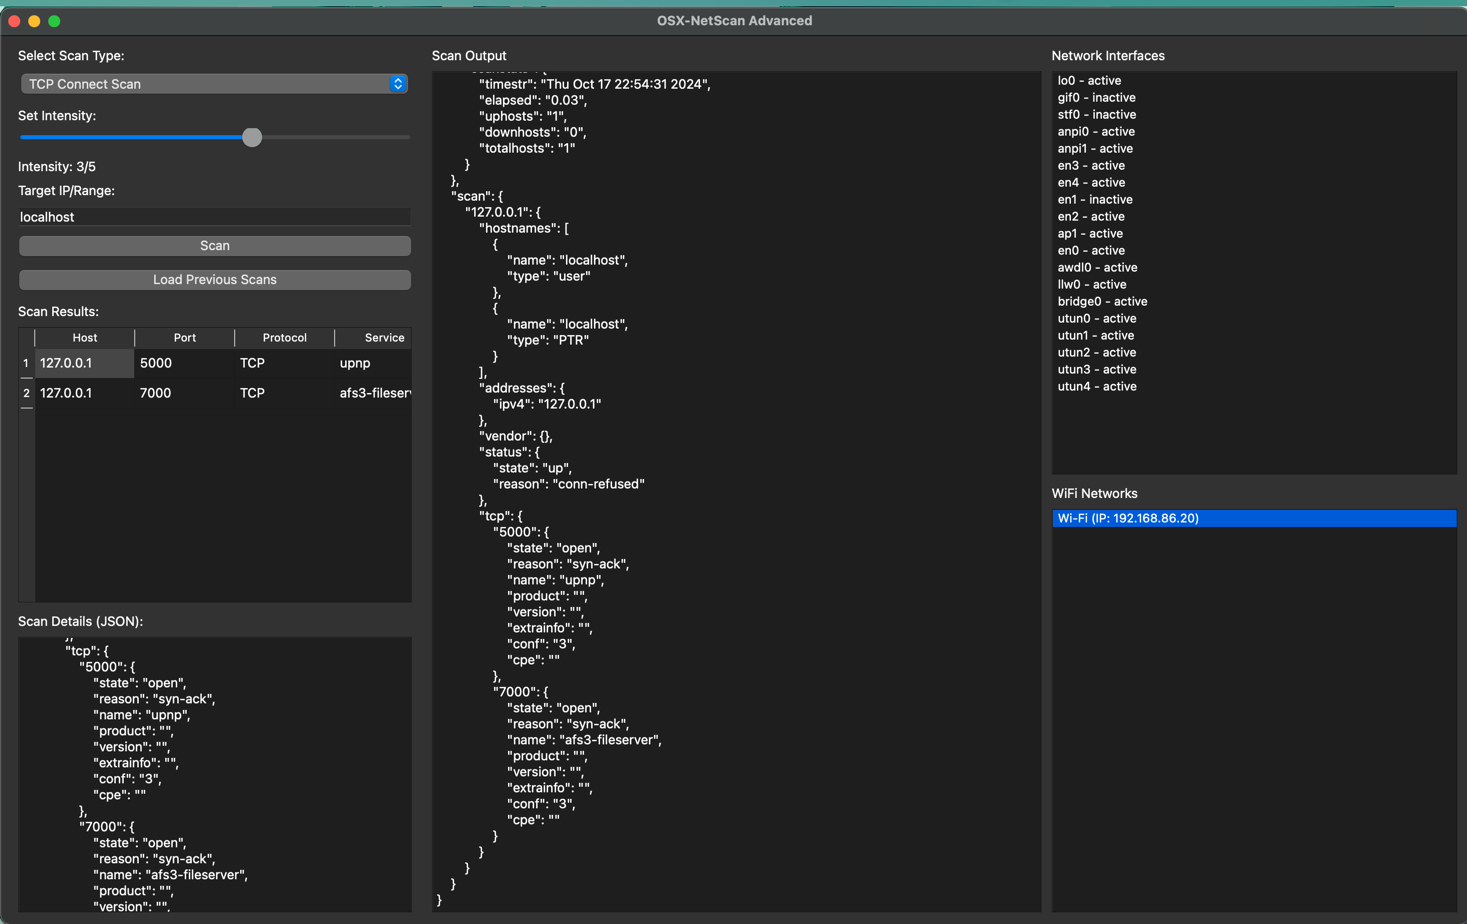 OSX-NetScan Advanced
Select Scan Type:
TCP Connect Scan
Set Intensity:
Intensity: 3/5
Target IP/Range:
localhost
Scan
Load Previous Scans
Scan Results:
Host Port Protocol Service
1 127.0.0.1 5000 TCP upnp
2 127.0.0.1 7000 TCP afs3-fileserv
Scan Details (JSON):
},
"tcp": {
"5000": {
"state": "open",
"reason": "syn-ack",
"name": "upnp",
"product": "",
"version": "",
"extrainfo": "",
"conf": "3",
"cpe": ""
},
"7000": {
"state": "open",
"reason": "syn-ack",
"name": "afs3-fileserver",
"product": "",
"version": "",
Scan Output
"timestr": "Thu Oct 17 22:54:31 2024",
"elapsed": "0.03",
"uphosts": "1",
"downhosts": "0",
"totalhosts": "1"
}
},
"scan": {
"127.0.0.1": {
"hostnames": [
{
"name": "localhost",
"type": "user"
},
{
"name": "localhost",
"type": "PTR"
}
],
"addresses": {
"ipv4": "127.0.0.1"
},
"vendor": {},
"status": {
"state": "up",
"reason": "conn-refused"
},
"tcp": {
"5000": {
"state": "open",
"reason": "syn-ack",
"name": "upnp",
"product": "",
"version": "",
"extrainfo": "",
"conf": "3",
"cpe": ""
},
"7000": {
"state": "open",
"reason": "syn-ack",
"name": "afs3-fileserver",
"product": "",
"version": "",
"extrainfo": "",
"conf": "3",
"cpe": ""
}
}
}
}
}
Network Interfaces
lo0 - active
gif0 - inactive
stf0 - inactive
anpi0 - active
anpi1 - active
en3 - active
en4 - active
en1 - inactive
en2 - active
ap1 - active
en0 - active
awdl0 - active
llw0 - active
bridge0 - active
utun0 - active
utun1 - active
utun2 - active
utun3 - active
utun4 - active
WiFi Networks
Wi-Fi (IP: 192.168.86.20)